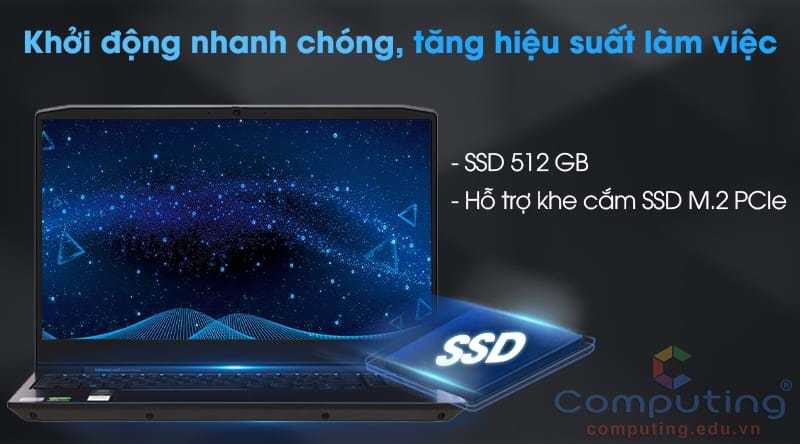 Khởi động nhanh chóng, tăng hiệu suất làm việc
- SSD 512 GB
- Hỗ trợ khe cắm SSD M.2 PCIe
SSD
Computing®
computing.edu.vn